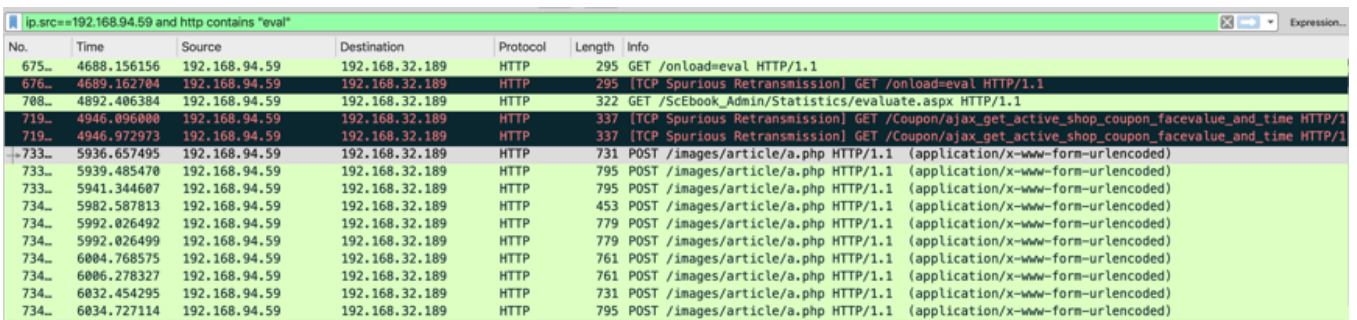 ip.src==192.168.94.59 and http contains "eval" Expression...
No. Time Source Destination Protocol Length Info
675… 4688.156156 192.168.94.59 192.168.32.189 HTTP 295 GET /onload=eval HTTP/1.1
676… 4689.162704 192.168.94.59 192.168.32.189 HTTP 295 [TCP Spurious Retransmission] GET /onload=eval HTTP/1.1
708… 4892.406384 192.168.94.59 192.168.32.189 HTTP 322 GET /ScEbook_Admin/Statistics/evaluate.aspx HTTP/1.1
719… 4946.096000 192.168.94.59 192.168.32.189 HTTP 337 [TCP Spurious Retransmission] GET /Coupon/ajax_get_active_shop_coupon_facevalue_and_time HTTP/1
719… 4946.972973 192.168.94.59 192.168.32.189 HTTP 337 [TCP Spurious Retransmission] GET /Coupon/ajax_get_active_shop_coupon_facevalue_and_time HTTP/1
733… 5936.657495 192.168.94.59 192.168.32.189 HTTP 731 POST /images/article/a.php HTTP/1.1 (application/x-www-form-urlencoded)
733… 5939.485470 192.168.94.59 192.168.32.189 HTTP 795 POST /images/article/a.php HTTP/1.1 (application/x-www-form-urlencoded)
733… 5941.344607 192.168.94.59 192.168.32.189 HTTP 795 POST /images/article/a.php HTTP/1.1 (application/x-www-form-urlencoded)
734… 5982.587813 192.168.94.59 192.168.32.189 HTTP 453 POST /images/article/a.php HTTP/1.1 (application/x-www-form-urlencoded)
734… 5992.026492 192.168.94.59 192.168.32.189 HTTP 779 POST /images/article/a.php HTTP/1.1 (application/x-www-form-urlencoded)
734… 5992.026499 192.168.94.59 192.168.32.189 HTTP 779 POST /images/article/a.php HTTP/1.1 (application/x-www-form-urlencoded)
734… 6004.768575 192.168.94.59 192.168.32.189 HTTP 761 POST /images/article/a.php HTTP/1.1 (application/x-www-form-urlencoded)
734… 6006.278327 192.168.94.59 192.168.32.189 HTTP 761 POST /images/article/a.php HTTP/1.1 (application/x-www-form-urlencoded)
734… 6032.454295 192.168.94.59 192.168.32.189 HTTP 731 POST /images/article/a.php HTTP/1.1 (application/x-www-form-urlencoded)
734… 6034.727114 192.168.94.59 192.168.32.189 HTTP 795 POST /images/article/a.php HTTP/1.1 (application/x-www-form-urlencoded)